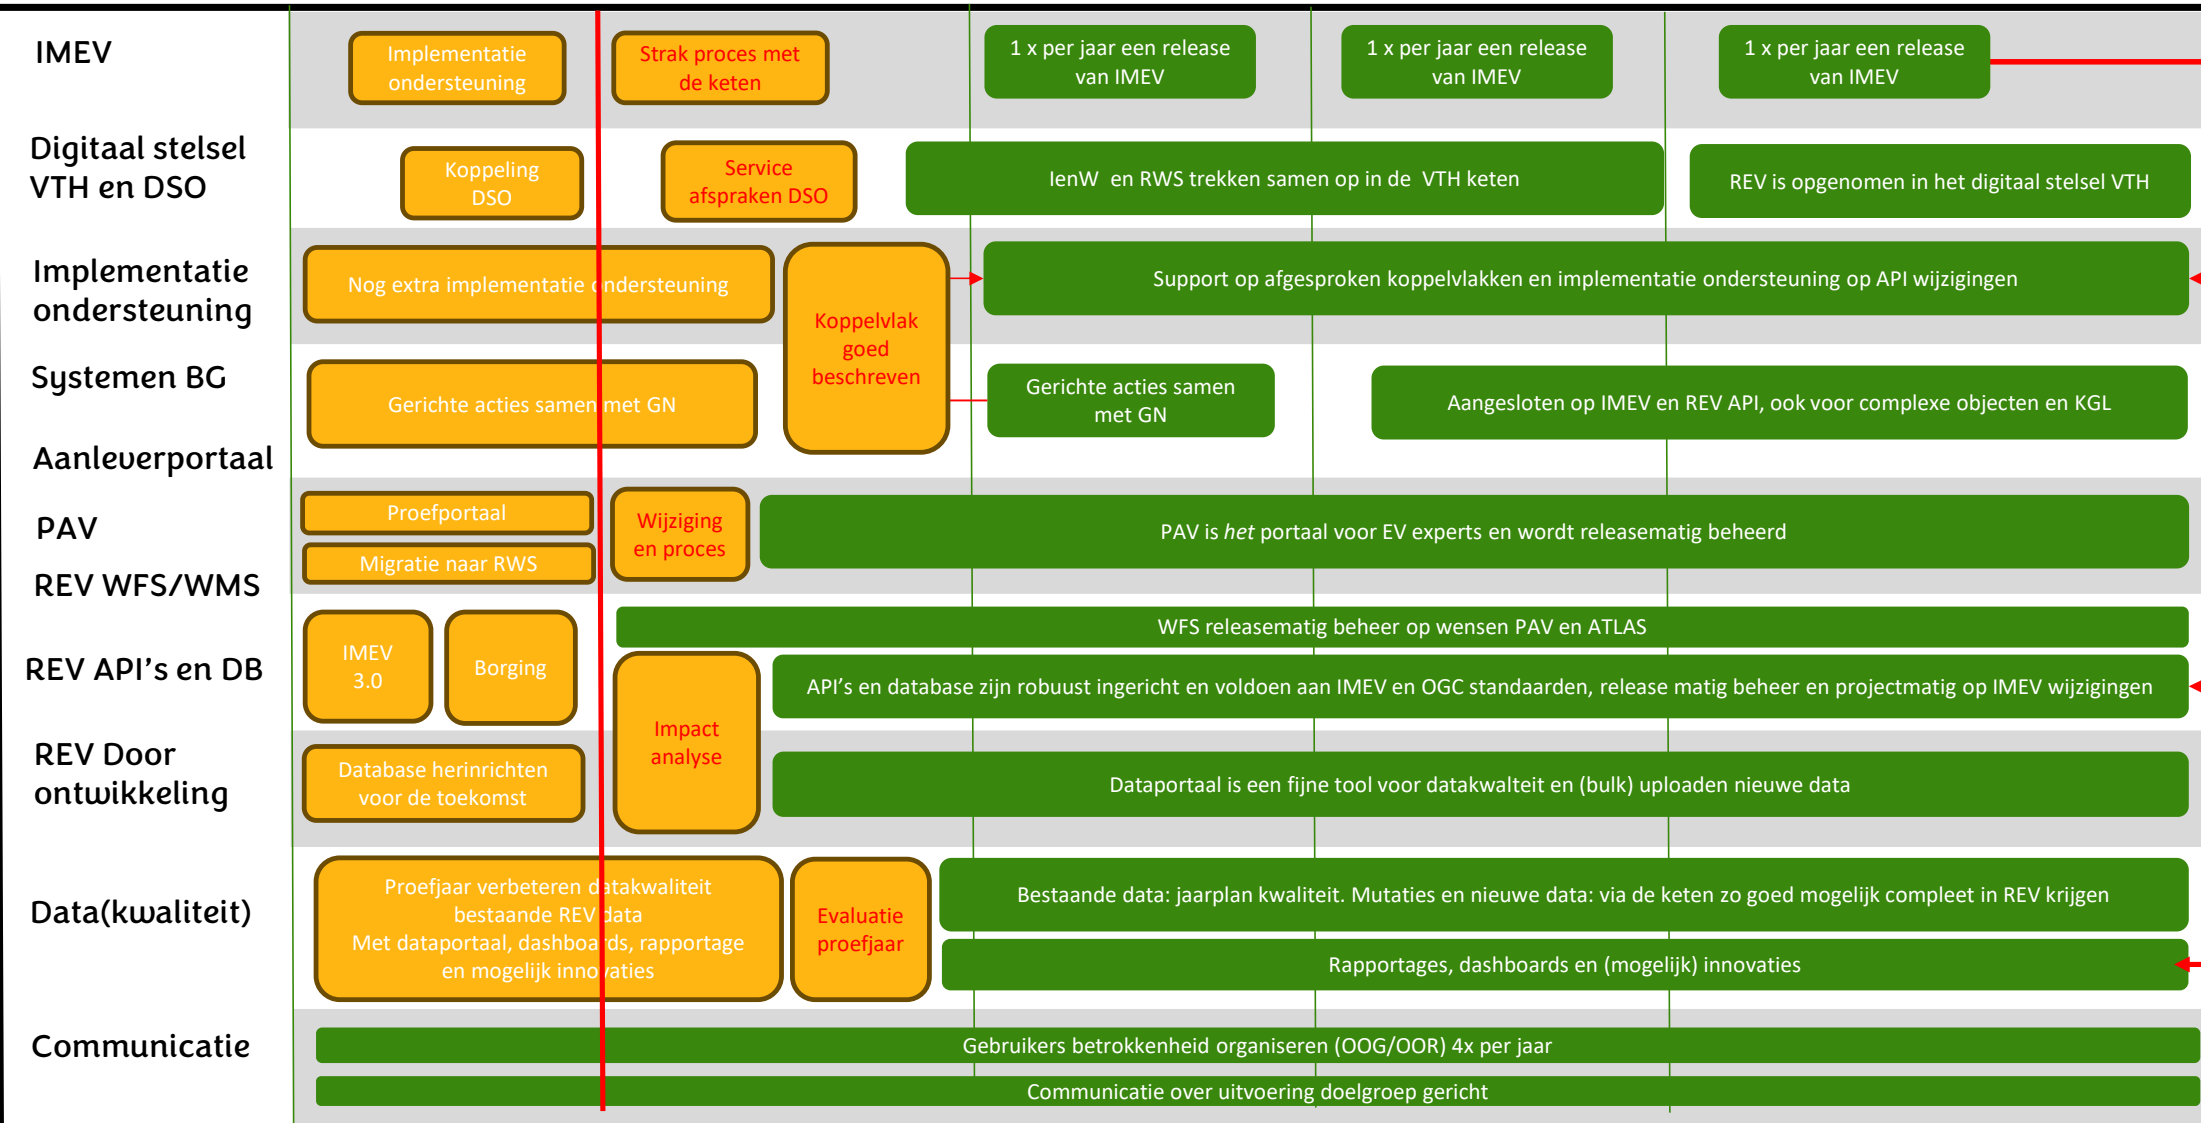 IMEV
Implementatie
ondersteuning
Strak proces met
de keten
1 x per jaar een release
van IMEV
1 x per jaar een release
van IMEV
1 x per jaar een release
van IMEV
Digitaal stelsel
VTH en DSO
Koppeling
DSO
Service
afspraken DSO
IenW en RWS trekken samen op in de VTH keten
REV is opgenomen in het digitaal stelsel VTH
Implementatie
ondersteuning
Nog extra implementatie ondersteuning
Koppelvlak
goed
beschreven
Support op afgesproken koppelvlakken en implementatie ondersteuning op API wijzigingen
Systemen BG
Gerichte acties samen met GN
Gerichte acties samen
met GN
Aangesloten op IMEV en REV API, ook voor complexe objecten en KGL
Aanleverportaal
PAV
Proefportaal
Migratie naar RWS
Wijziging
en proces
PAV is het portaal voor EV experts en wordt releasematig beheerd
REV WFS/WMS
WFS releasematig beheer op wensen PAV en ATLAS
REV API’s en DB
IMEV
3.0
Borging
Impact
analyse
API’s en database zijn robuust ingericht en voldoen aan IMEV en OGC standaarden, release matig beheer en projectmatig op IMEV wijzigingen
REV Door
ontwikkeling
Database herinrichten
voor de toekomst
Dataportaal is een fijne tool voor datakwalteit en (bulk) uploaden nieuwe data
Data(kwaliteit)
Proefjaar verbeteren datakwaliteit
bestaande REV data
Met dataportaal, dashboards, rapportage
en mogelijk innovaties
Evaluatie
proefjaar
Bestaande data: jaarplan kwaliteit. Mutaties en nieuwe data: via de keten zo goed mogelijk compleet in REV krijgen
Rapportages, dashboards en (mogelijk) innovaties
Communicatie
Gebruikers betrokkenheid organiseren (OOG/OOR) 4x per jaar
Communicatie over uitvoering doelgroep gericht